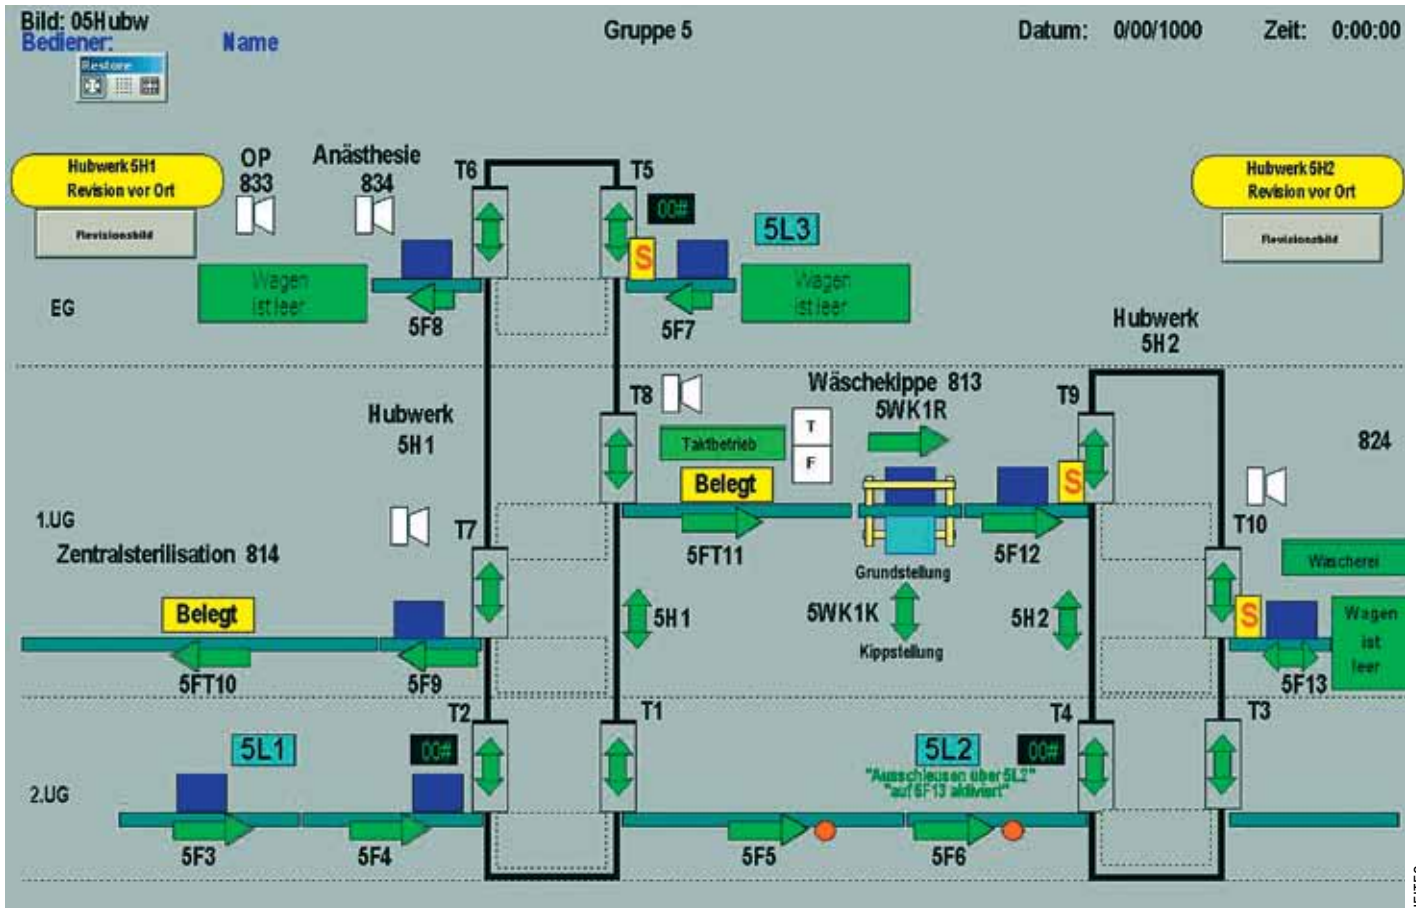 Bild: 05Hubw
Gruppe 5
Datum: 0/00/1000 Zeit: 0:00:00
Bediener: Name
Restore
Hubwerk 5H1
Revision vor Ort
Revisionsbild
OP
833
Anästhesie
834
T6
T5
00#
5L3
Hubwerk 5H2
Revision vor Ort
Revisionsbild
S
Wagen
ist leer
Wagen
ist leer
EG
5F8
5F7
Hubwerk
5H2
Hubwerk
5H1
T8
Taktbetrieb
T
F
Wäschekippe 813
5WK1R
T9
824
Belegt
S
1.UG
Zentralsterilisation 814
T7
5FT11
Grundstellung
5F12
T10
Wäscherei
Belegt
5H1
5WK1K
Kippstellung
5H2
S
Wagen
ist
leer
5FT10
5F9
5F13
T2
T1
T4
T3
5L1
00#
5L2
00#
"Ausschleusen über 5L2"
"auf 5F13 aktiviert"
2.UG
5F3
5F4
5F5
5F6